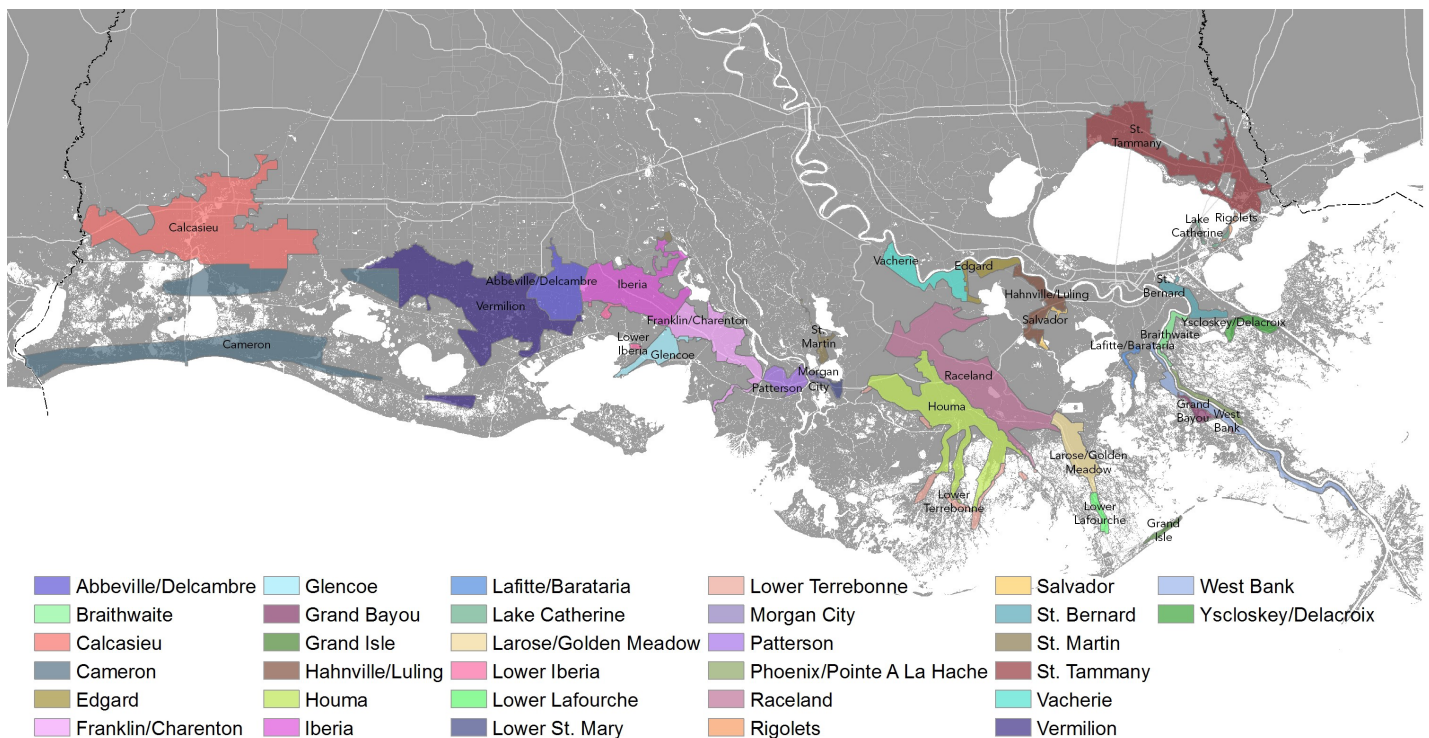 St.
Tammany
Calcasieu
Lake
Catherine
Rigolets
Vacherie
Edgard
Abbeville/Delcambre
Iberia
Vermilion
Hahnville/Luling
St.
Bernard
Salvador
Franklin/Charenton
Yscloskey/Delacroix
Braithwaite
Lafitte/Barataria
Cameron
Lower
Iberia
Glencoe
St.
Martin
Morgan
City
Patterson
Raceland
Houma
Grand
Bayou
West
Bank
Larose/Golden
Meadow
Lower
Terrebonne
Lower
Lafourche
Grand
Isle
Abbeville/Delcambre
Braithwaite
Calcasieu
Cameron
Edgard
Franklin/Charenton
Glencoe
Grand Bayou
Grand Isle
Hahnville/Luling
Houma
Iberia
Lafitte/Barataria
Lake Catherine
Larose/Golden Meadow
Lower Iberia
Lower Lafourche
Lower St. Mary
Lower Terrebonne
Morgan City
Patterson
Phoenix/Pointe A La Hache
Raceland
Rigolets
Salvador
St. Bernard
St. Martin
St. Tammany
Vacherie
Vermilion
West Bank
Yscloskey/Delacroix